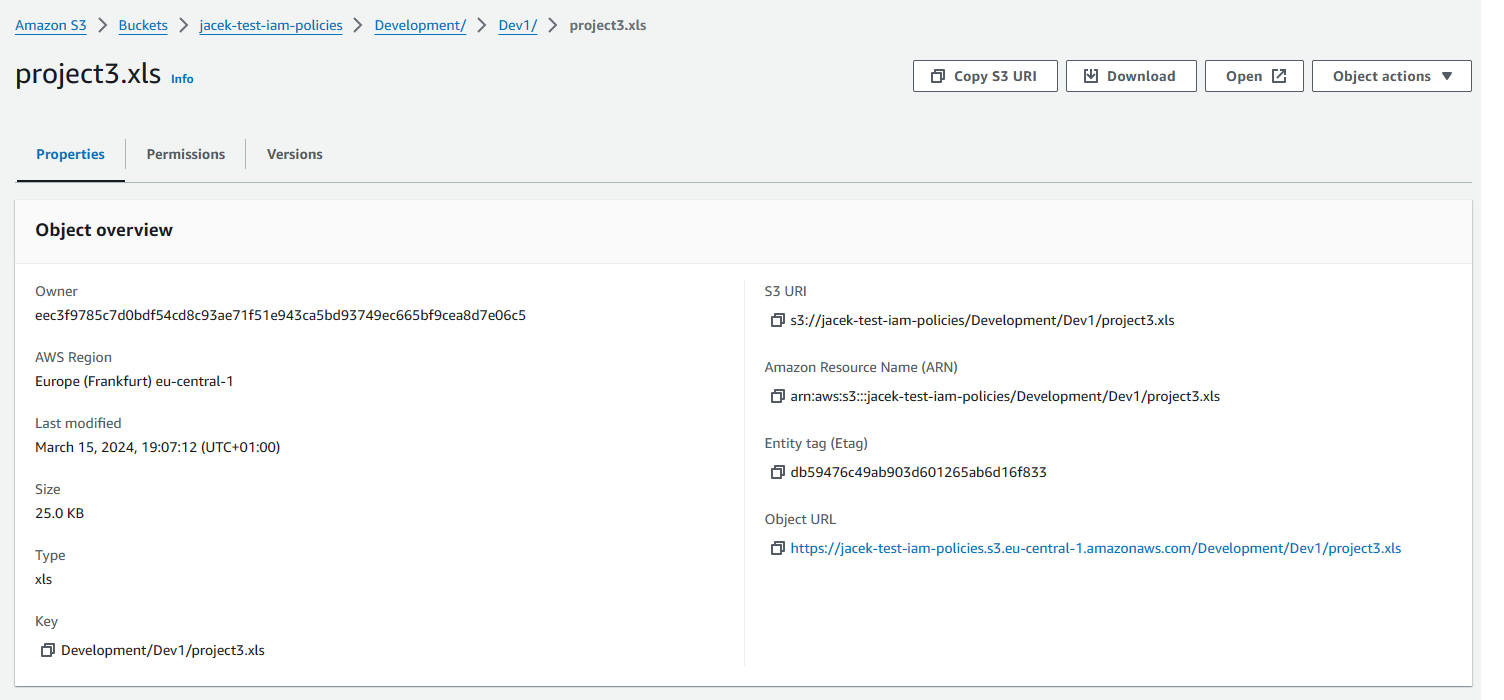 Amazon S3 > Buckets > jacek-test-iam-policies > Development/ > Dev1/ > project3.xls
project3.xls Info
Copy S3 URI Download Open Object actions
Properties Permissions Versions
Object overview
Owner
eec3f9785c7d0bdf54cd8c93ae71f51e943ca5bd93749ec665bf9cea8d7e06c5
AWS Region
Europe (Frankfurt) eu-central-1
Last modified
March 15, 2024, 19:07:12 (UTC+01:00)
Size
25.0 KB
Type
xls
Key
Development/Dev1/project3.xls
S3 URI
s3://jacek-test-iam-policies/Development/Dev1/project3.xls
Amazon Resource Name (ARN)
arn:aws:s3:::jacek-test-iam-policies/Development/Dev1/project3.xls
Entity tag (Etag)
db59476c49ab903d601265ab6d16f833
Object URL
https://jacek-test-iam-policies.s3.eu-central-1.amazonaws.com/Development/Dev1/project3.xls